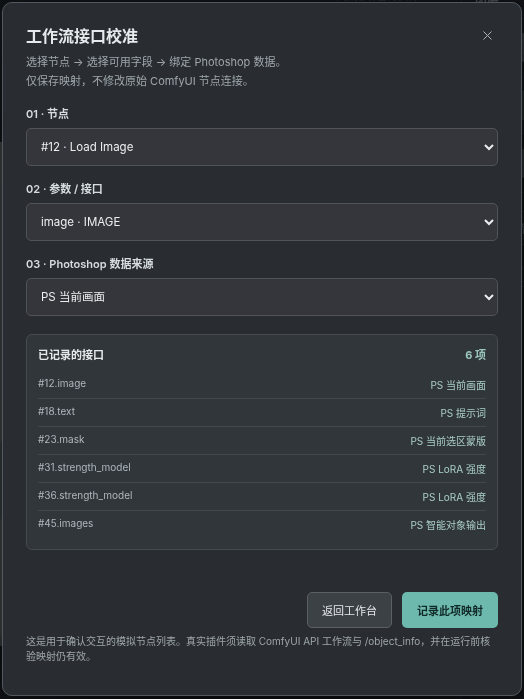 工作流接口校准
选择节点 → 选择可用字段 → 绑定 Photoshop 数据。
仅保存映射，不修改原始 ComfyUI 节点连接。
01 · 节点
#12 · Load Image
02 · 参数 / 接口
image · IMAGE
03 · Photoshop 数据来源
PS 当前画面
已记录的接口 6 项
#12.image PS 当前画面
#18.text PS 提示词
#23.mask PS 当前选区蒙版
#31.strength_model PS LoRA 强度
#36.strength_model PS LoRA 强度
#45.images PS 智能对象输出
返回工作台 记录此项映射
这是用于确认交互的模拟节点列表。真实插件须读取 ComfyUI API 工作流与 /object_info，并在运行前核
验映射仍有效。